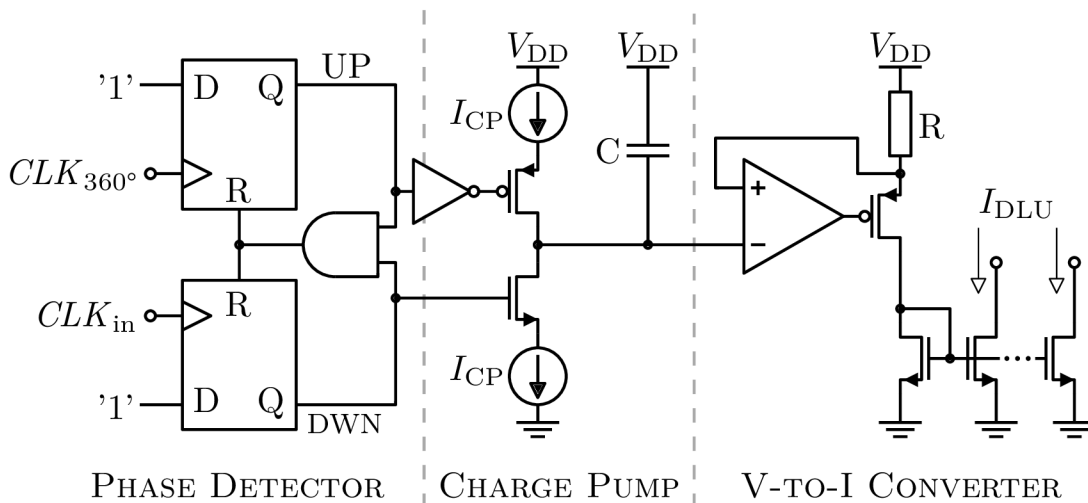 V_DD
V_DD
V_DD
'1'
D
Q
UP
I_CP
C
R
CLK_360°
R
+
−
I_DLU
CLK_in
R
I_CP
'1'
D
Q
DWN
PHASE DETECTOR
CHARGE PUMP
V-TO-I CONVERTER